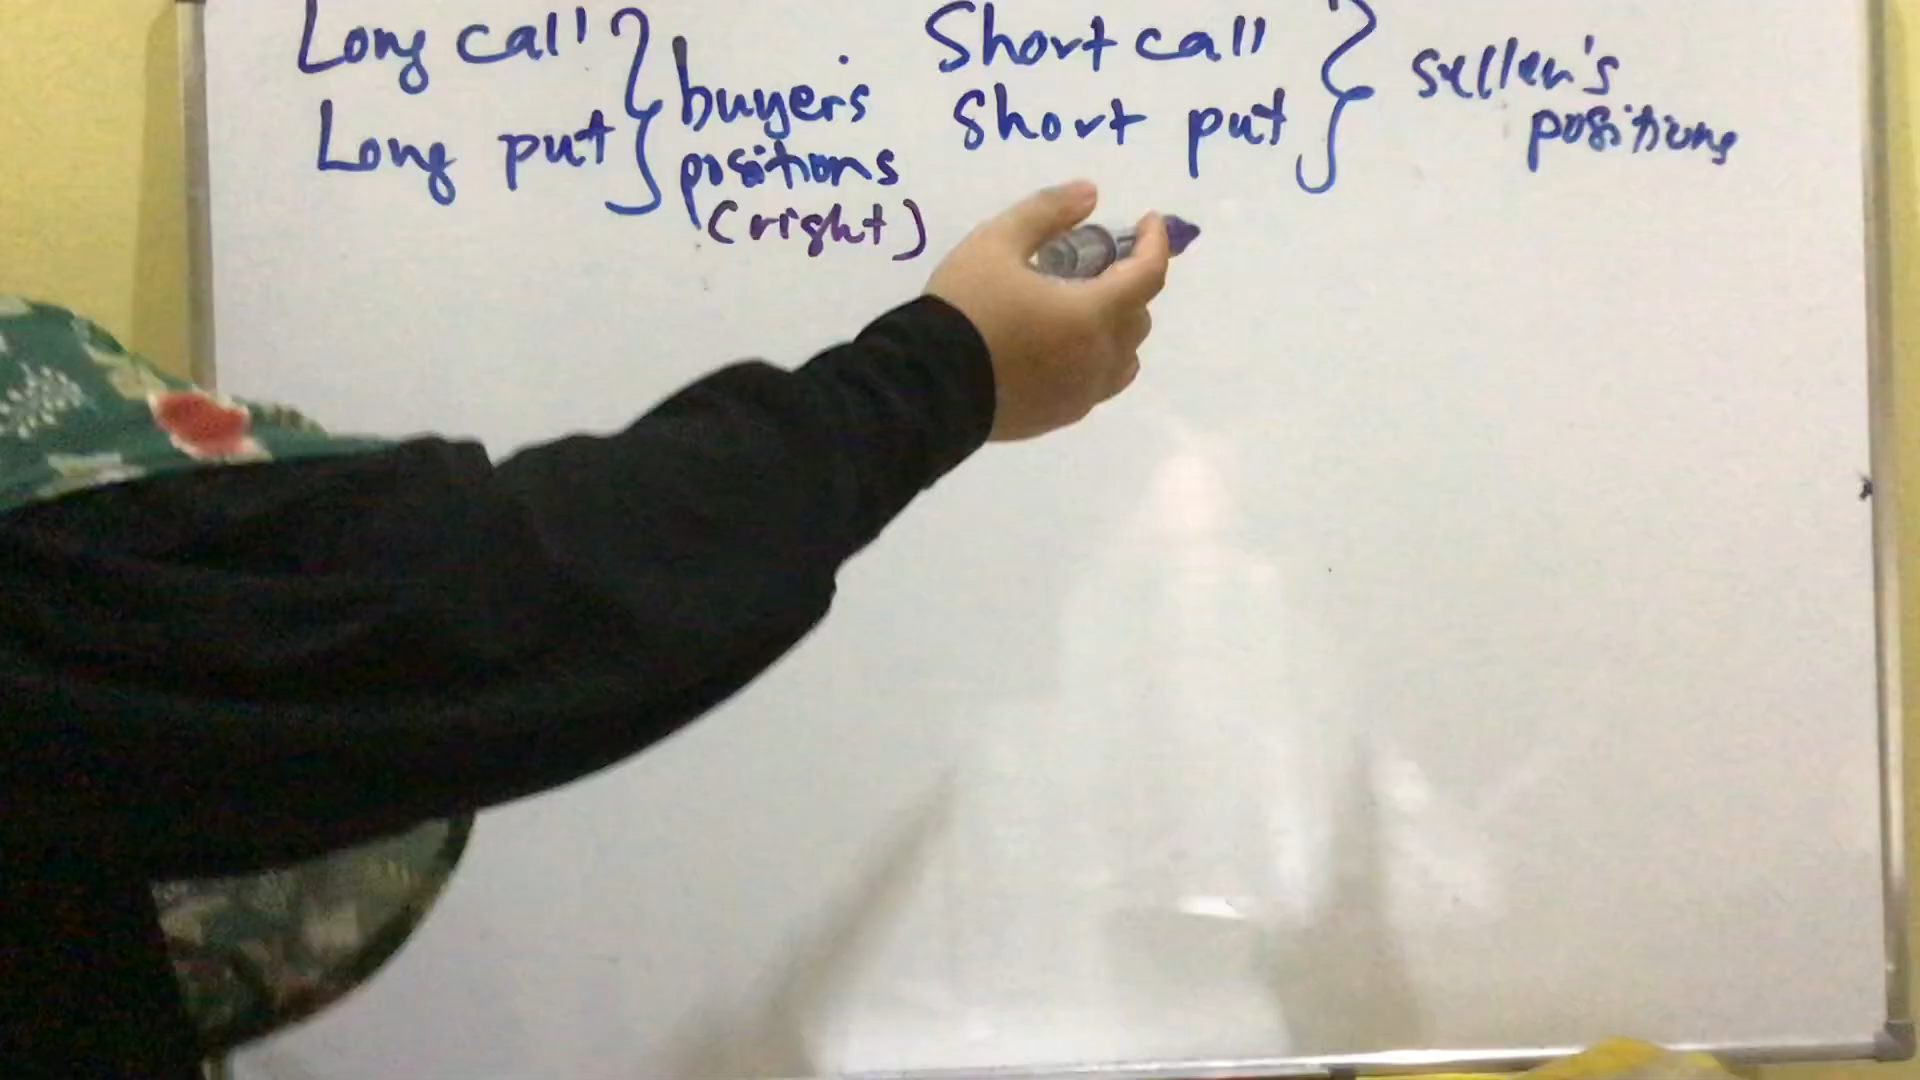 Long call
Long put
buyers
positions
(right)
Short call
Short put
seller's
positions